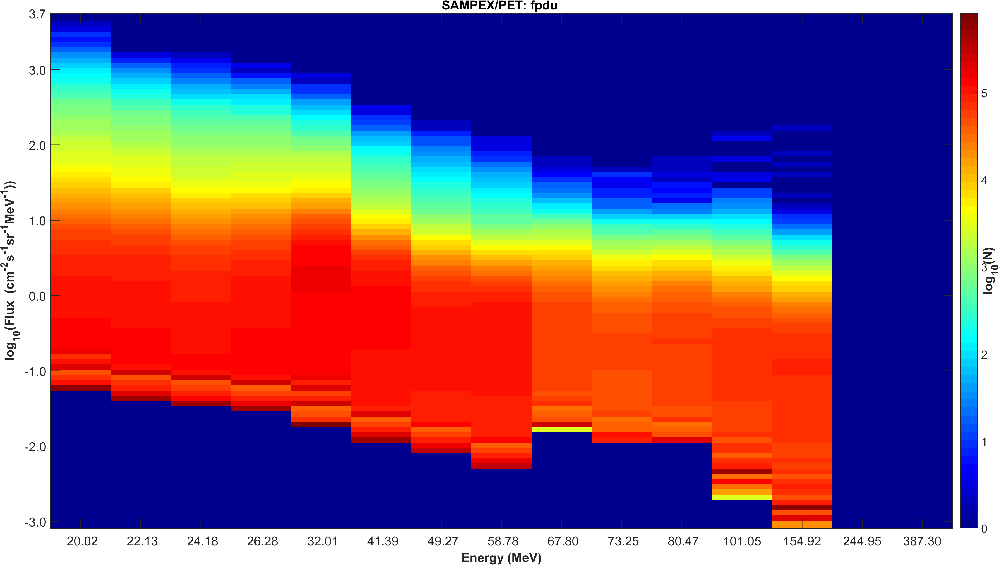 SAMPEX/PET: fpdu
3.7
3.0
2.0
1.0
0.0
-1.0
-2.0
-3.0
log10(Flux (cm-2s-1sr-1MeV-1))
20.02 22.13 24.18 26.28 32.01 41.39 49.27 58.78 67.80 73.25 80.47 101.05 154.92 244.95 387.30
Energy (MeV)
5
4
3
2
1
0
log10(N)